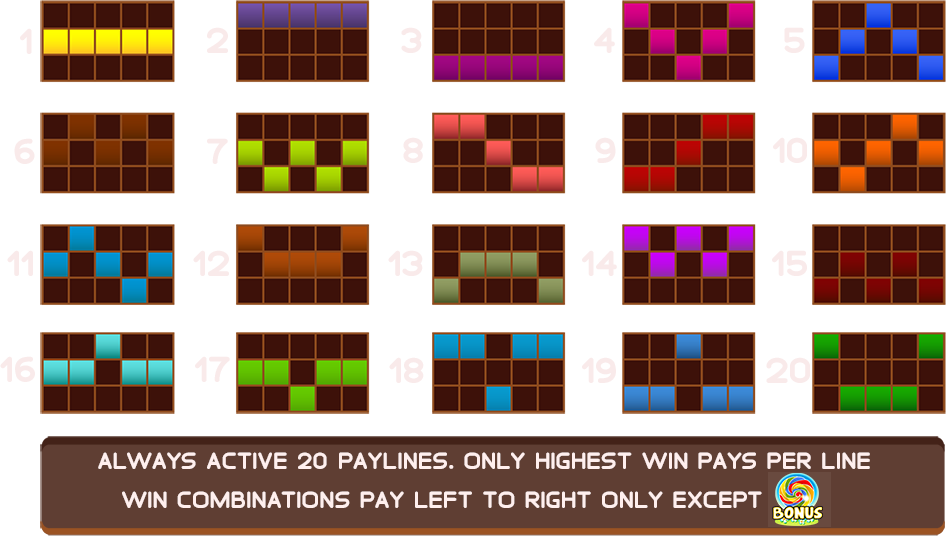 1 2 3 4 5
6 7 8 9 10
11 12 13 14 15
16 17 18 19 20
ALWAYS ACTIVE 20 PAYLINES. ONLY HIGHEST WIN PAYS PER LINE
WIN COMBINATIONS PAY LEFT TO RIGHT ONLY EXCEPT BONUS